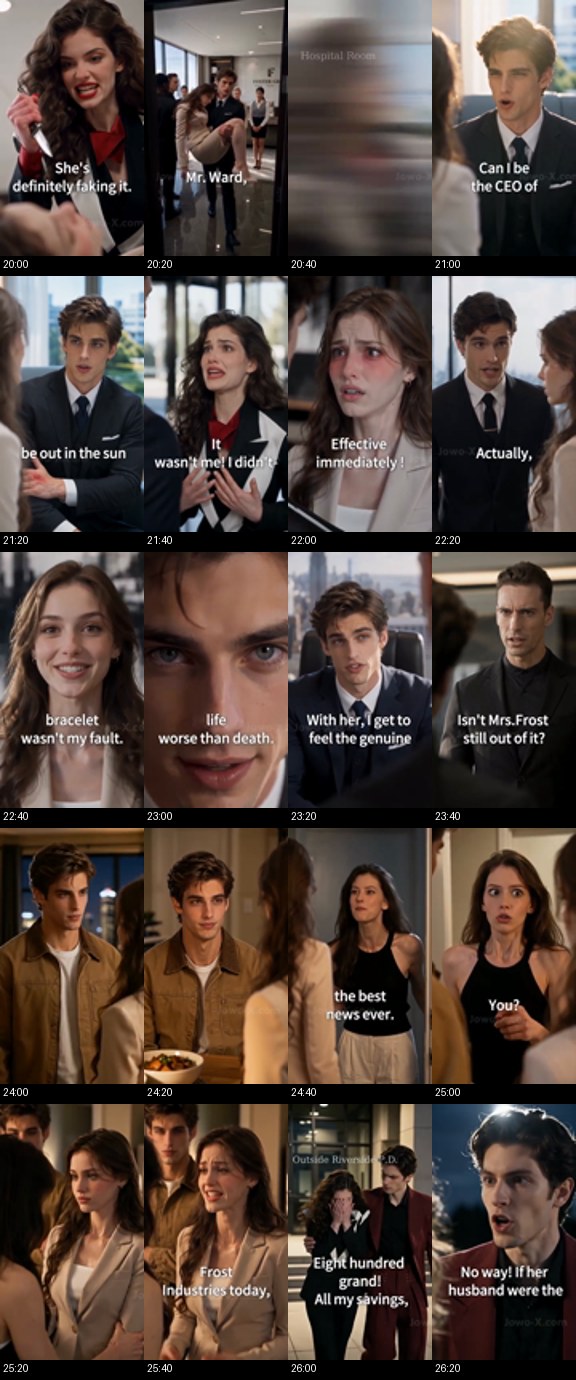 She's
definitely faking it.
20:00
Mr. Ward,
20:20
Hospital Room
20:40
Can I be
the CEO of
21:00
be out in the sun
21:20
It
wasn't me! I didn't-
21:40
Effective
immediately !
22:00
Actually,
22:20
bracelet
wasn't my fault.
22:40
life
worse than death.
23:00
With her, I get to
feel the genuine
23:20
Isn't Mrs.Frost
still out of it?
23:40
24:00
24:20
the best
news ever.
24:40
You?
25:00
25:20
Frost
Industries today,
25:40
Outside Riverside P.D.
Eight hundred
grand!
All my savings,
26:00
No way! If her
husband were the
Jowo-X.com
26:20